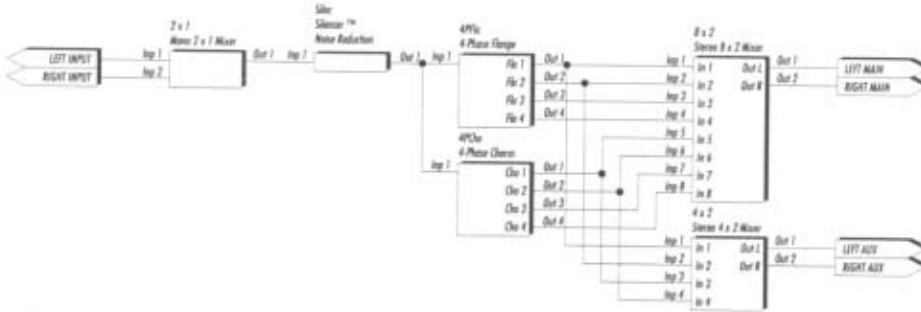 2 x 1
Mono 2 x 1 Mixer
LEFT INPUT
RIGHT INPUT
Inp 1
Inp 2
Out 1
Silencer ™
Noise Reduction
Inp 1
Out 1
4PFla
4-Phase Flange
Inp 1
Fla 1
Fla 2
Fla 3
Fla 4
Out 1
Out 2
Out 3
Out 4
4PCho
4-Phase Chorus
Inp 1
Cho 1
Cho 2
Cho 3
Cho 4
Out 1
Out 2
Out 3
Out 4
8 x 2
Stereo 8 x 2 Mixer
Inp 1
Inp 2
Inp 3
Inp 4
Inp 5
Inp 6
Inp 7
Inp 8
In 1
In 2
In 3
In 4
In 5
In 6
In 7
In 8
Out L
Out R
Out 1
Out 2
LEFT MAIN
RIGHT MAIN
4 x 2
Stereo 4 x 2 Mixer
Inp 1
Inp 2
Inp 3
Inp 4
In 1
In 2
In 3
In 4
Out L
Out R
Out 1
Out 2
LEFT AUX
RIGHT AUX